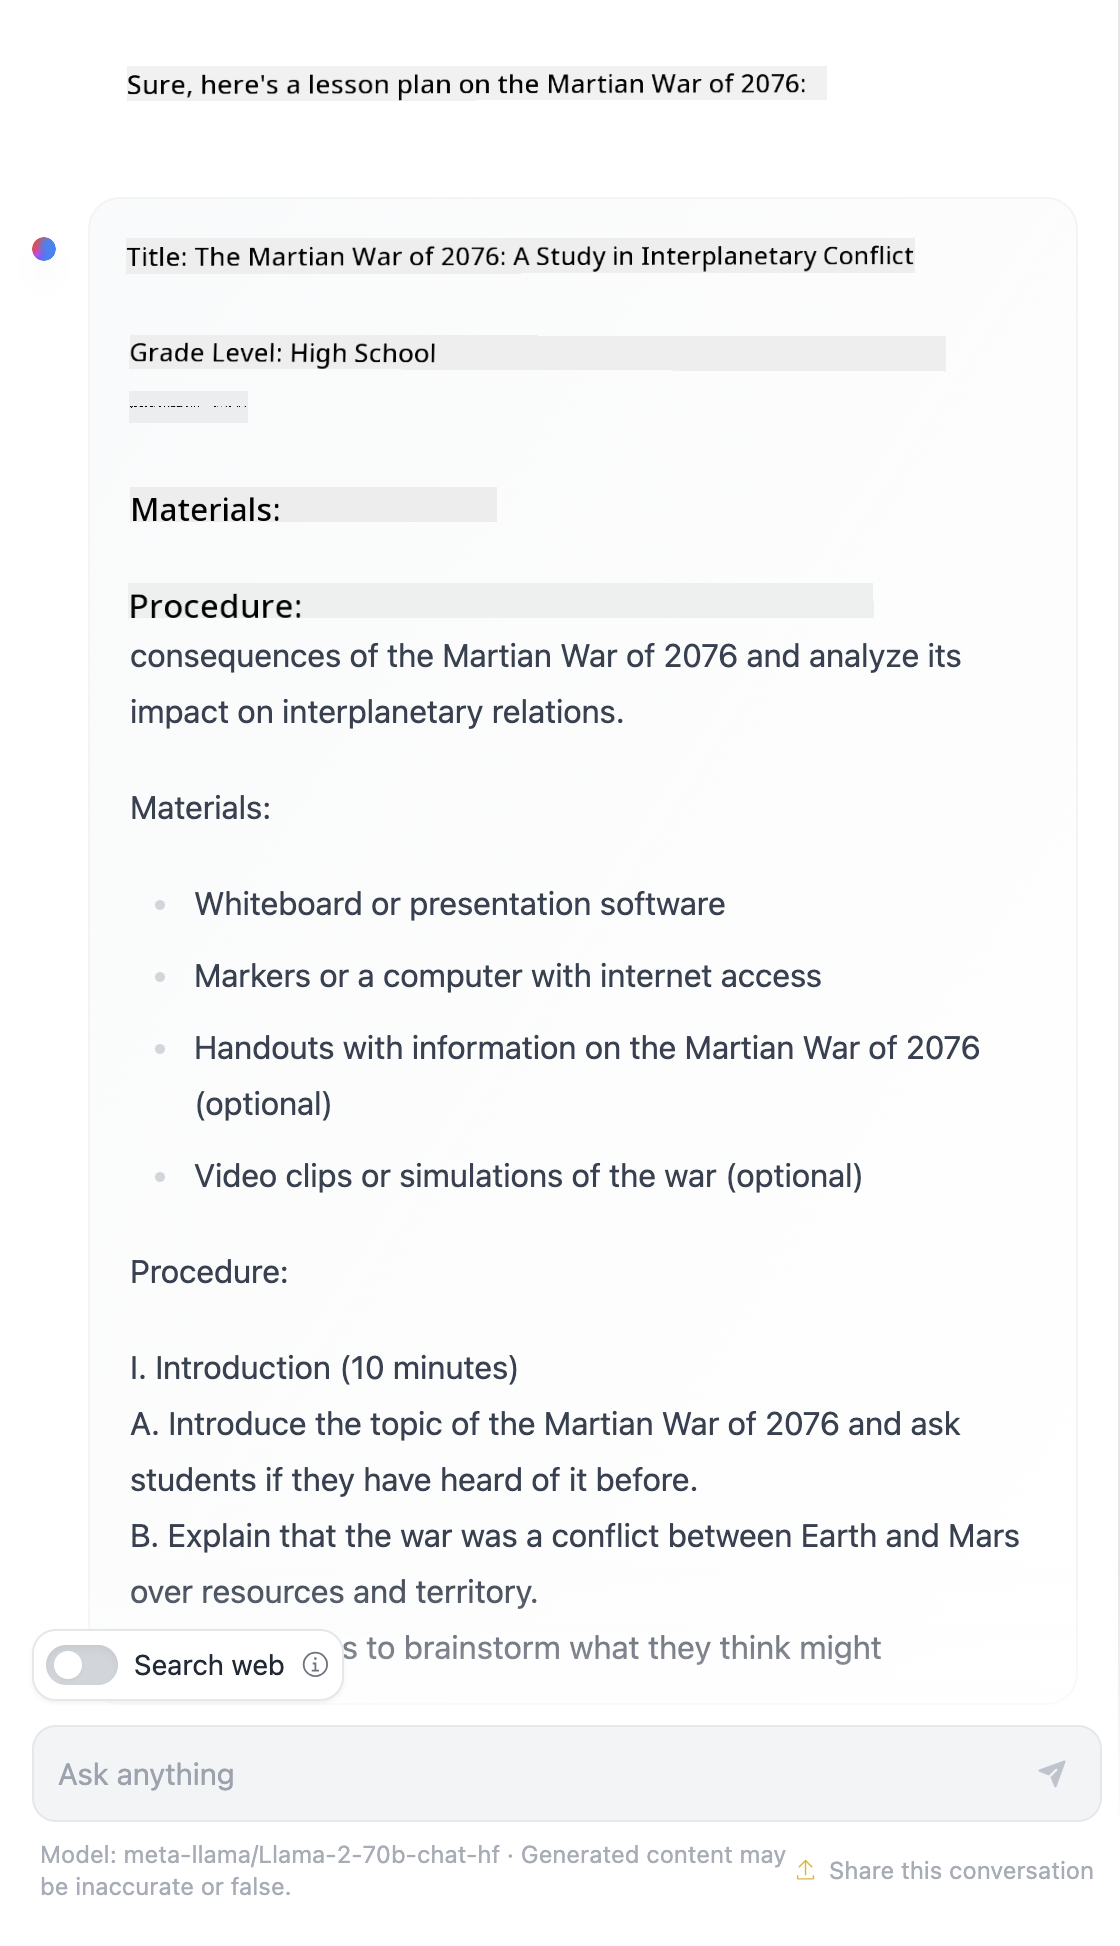 Sure, here's a lesson plan on the Martian War of 2076:
Title: The Martian War of 2076: A Study in Interplanetary Conflict
Grade Level: High School
Materials:
Procedure:
consequences of the Martian War of 2076 and analyze its
impact on interplanetary relations.
Materials:
Whiteboard or presentation software
Markers or a computer with internet access
Handouts with information on the Martian War of 2076
(optional)
Video clips or simulations of the war (optional)
Procedure:
I. Introduction (10 minutes)
A. Introduce the topic of the Martian War of 2076 and ask
students if they have heard of it before.
B. Explain that the war was a conflict between Earth and Mars
over resources and territory.
s to brainstorm what they think might
Search web
Ask anything
Model: meta-llama/Llama-2-70b-chat-hf · Generated content may
be inaccurate or false.
Share this conversation